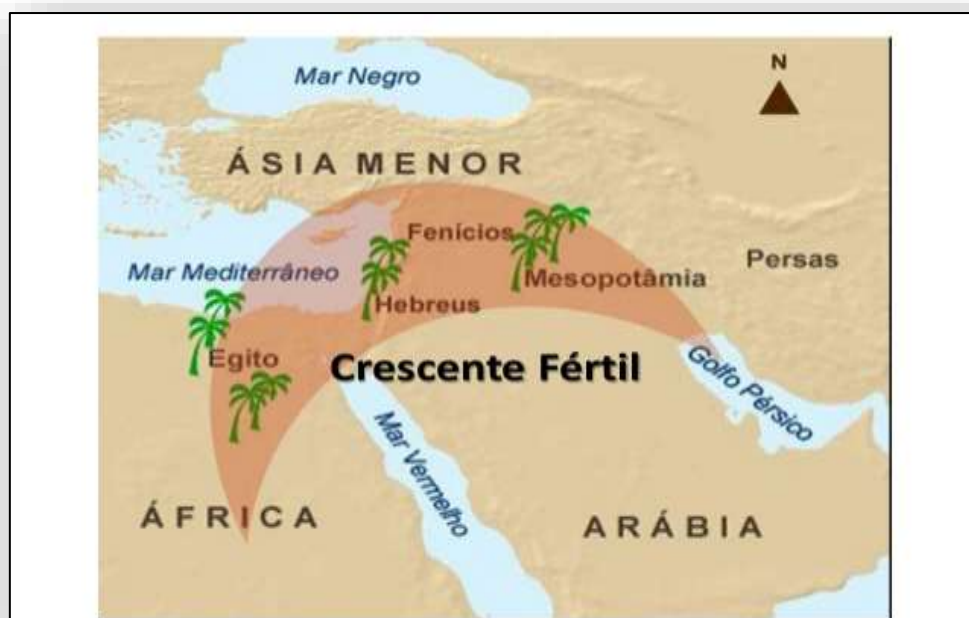 N
Mar Negro
ÁSIA MENOR
Fenícios
Persas
Mar Mediterrâneo
Mesopotâmia
Hebreus
Egito
Crescente Fértil
Golfo Pérsico
Mar Vermelho
ÁFRICA
ARÁBIA